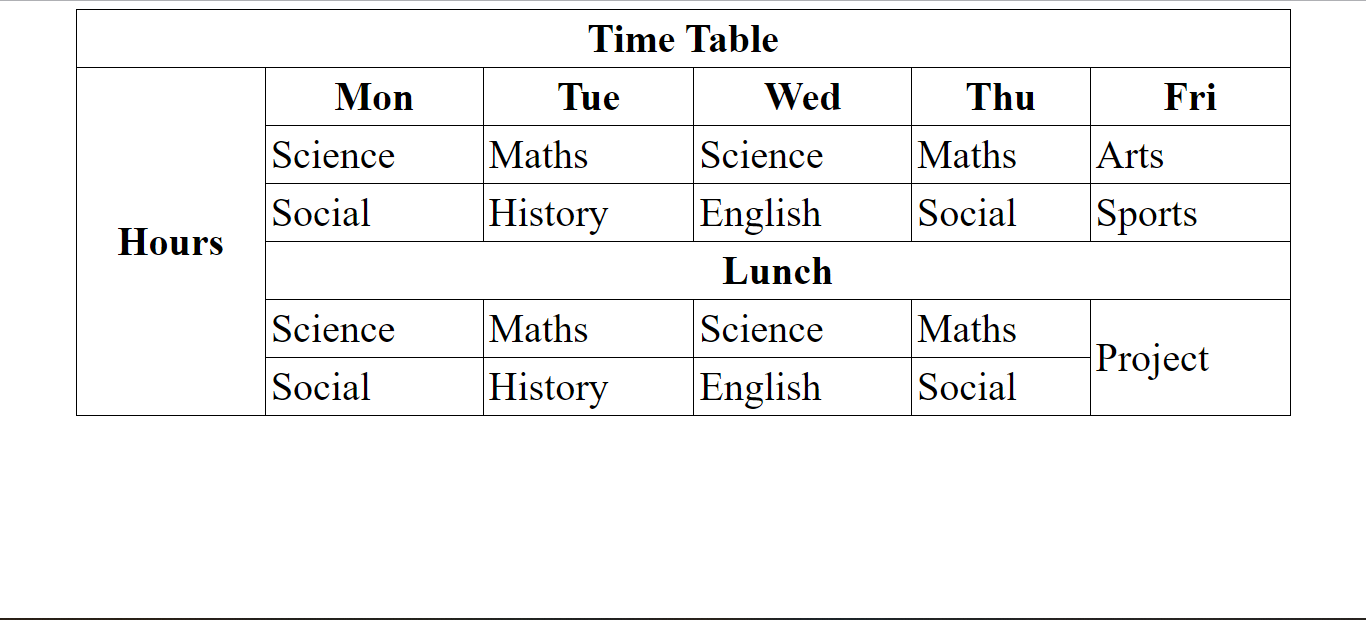 Time Table
Mon Tue Wed Thu Fri
Science Maths Science Maths Arts
Social History English Social Sports
Hours
Lunch
Science Maths Science Maths
Project
Social History English Social